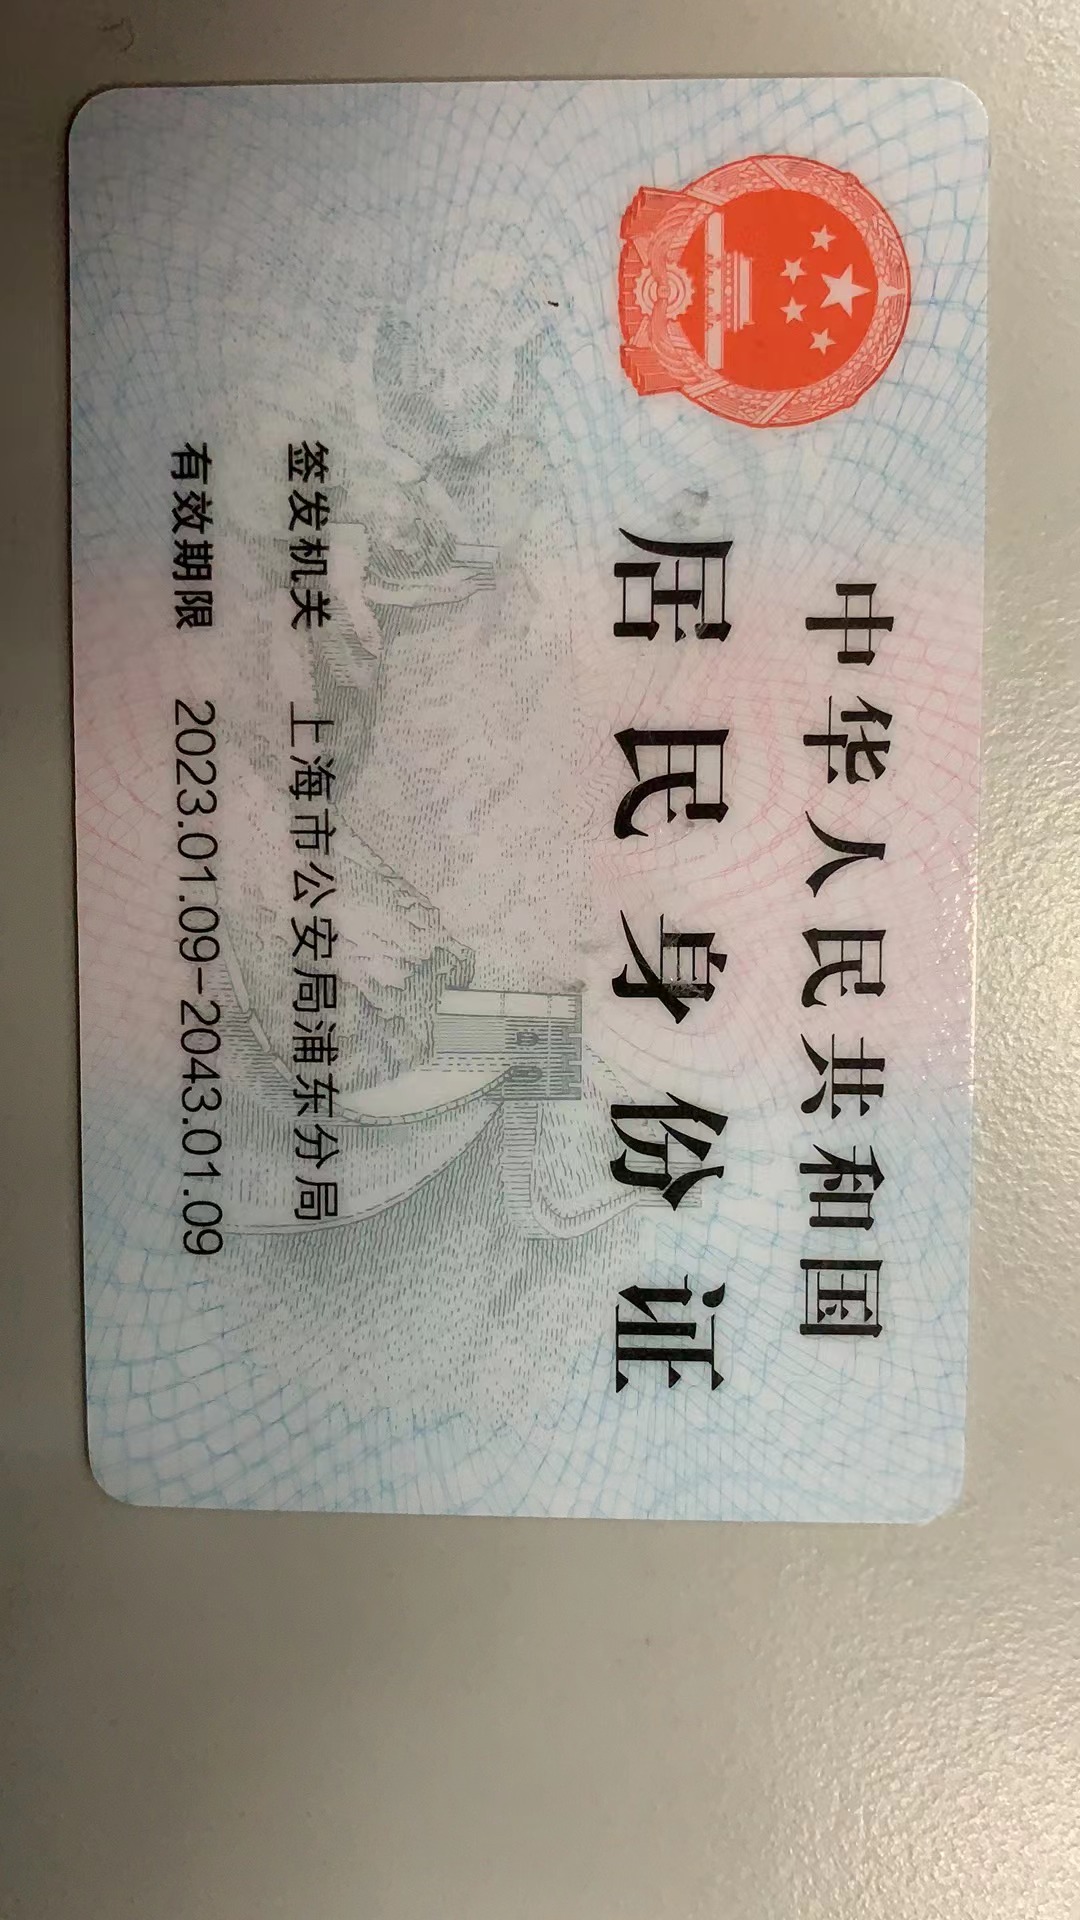 中华人民共和国
居民身份证
签发机关 上海市公安局浦东分局
有效期限 2023.01.09-2043.01.09